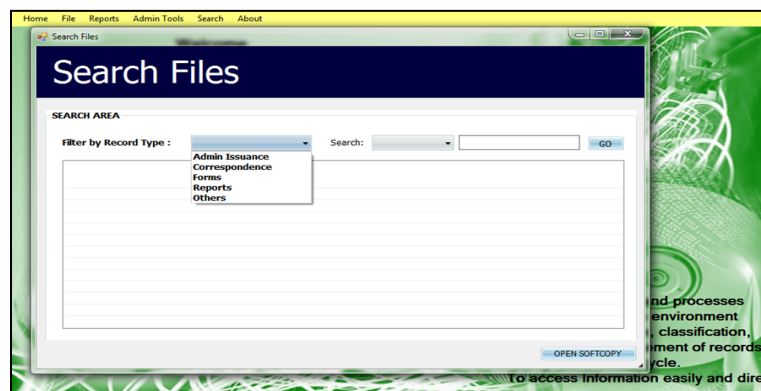 Home File Reports Admin Tools Search About
Search Files
Welcome
Search Files
SEARCH AREA
Filter by Record Type : Search: GO
Admin Issuance
Correspondence
Forms
Reports
Others
nd processes
environment
, classification,
ement of records
ycle.
OPEN SOFTCOPY
To access Information easily and dire